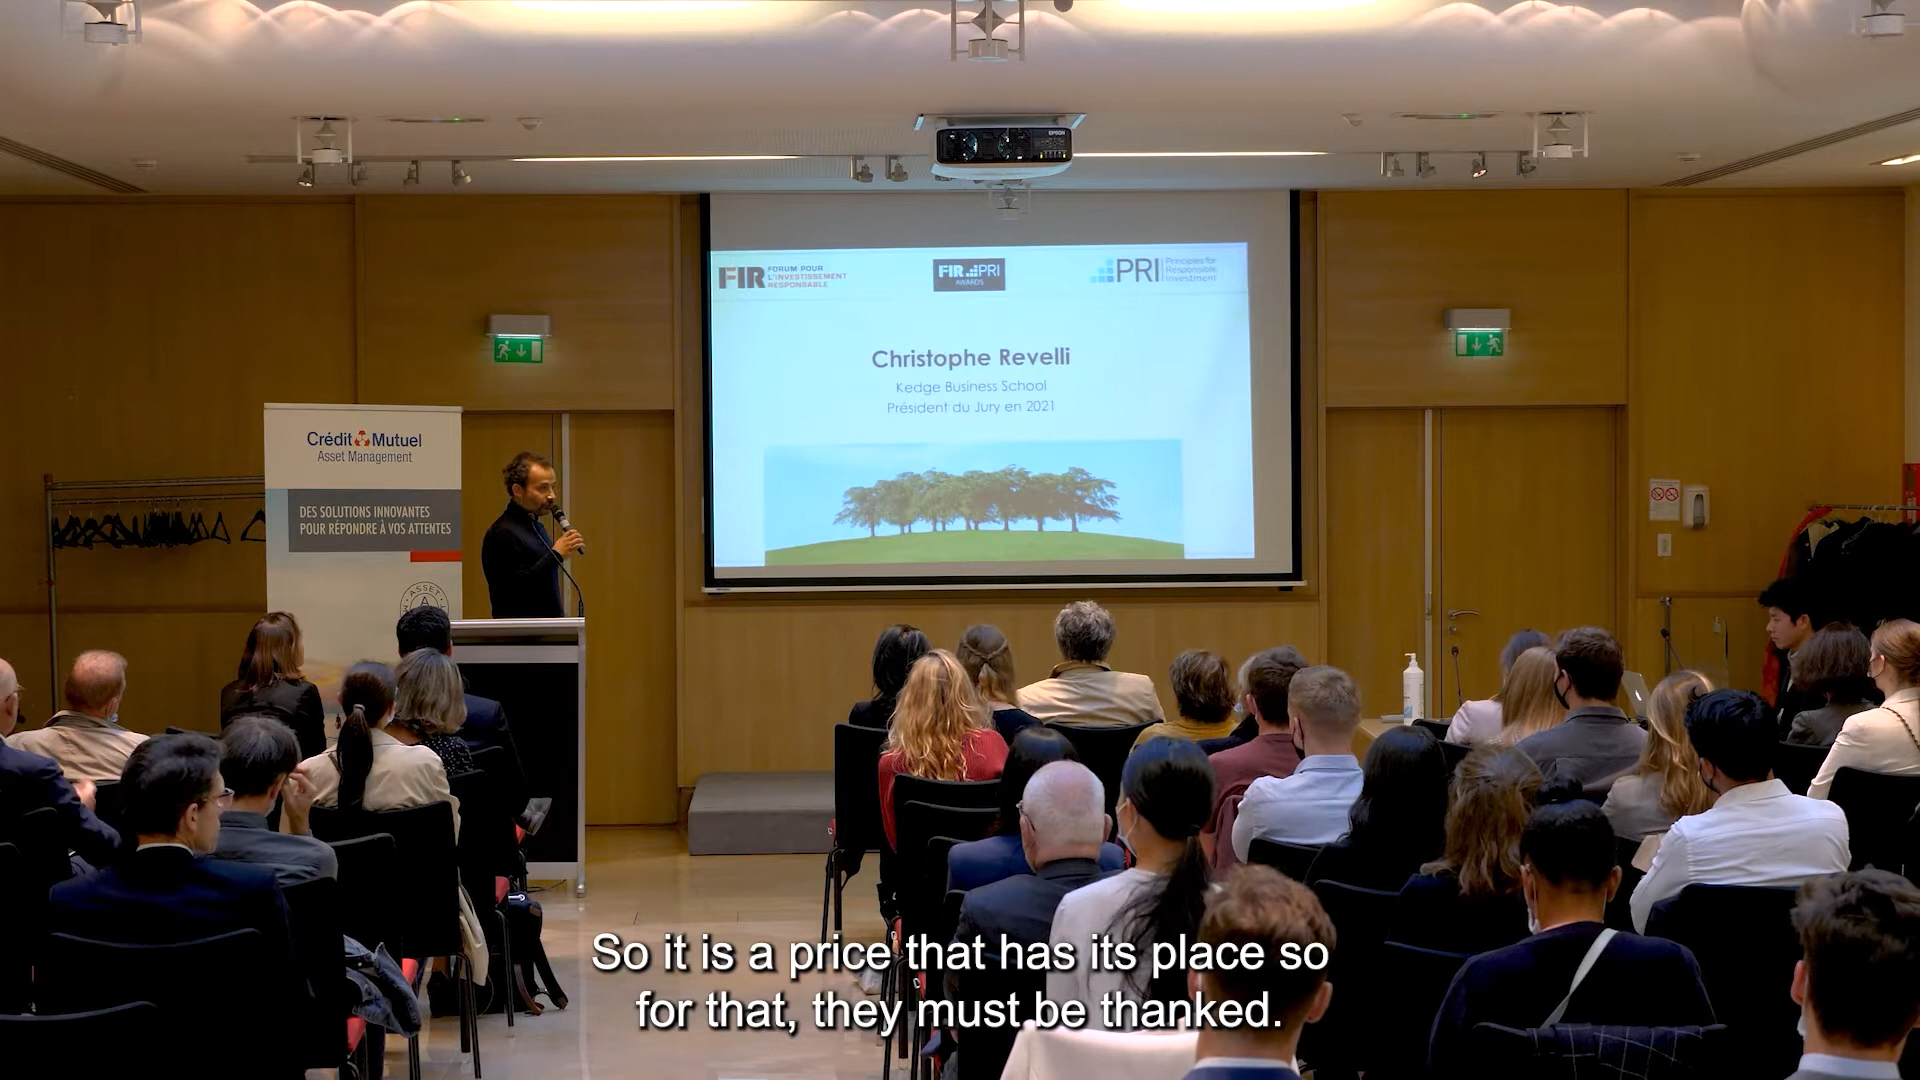 EPSON
FIR
FORUM POUR
L'INVESTISSEMENT
RESPONSABLE
FIR PRI
AWARDS
PRI
Principles for
Responsible
Investment
Christophe Revelli
Kedge Business School
Président du Jury en 2021
Crédit Mutuel
Asset Management
DES SOLUTIONS INNOVANTES
POUR RÉPONDRE À VOS ATTENTES
ASSET
A
So it is a price that has its place so
for that, they must be thanked.